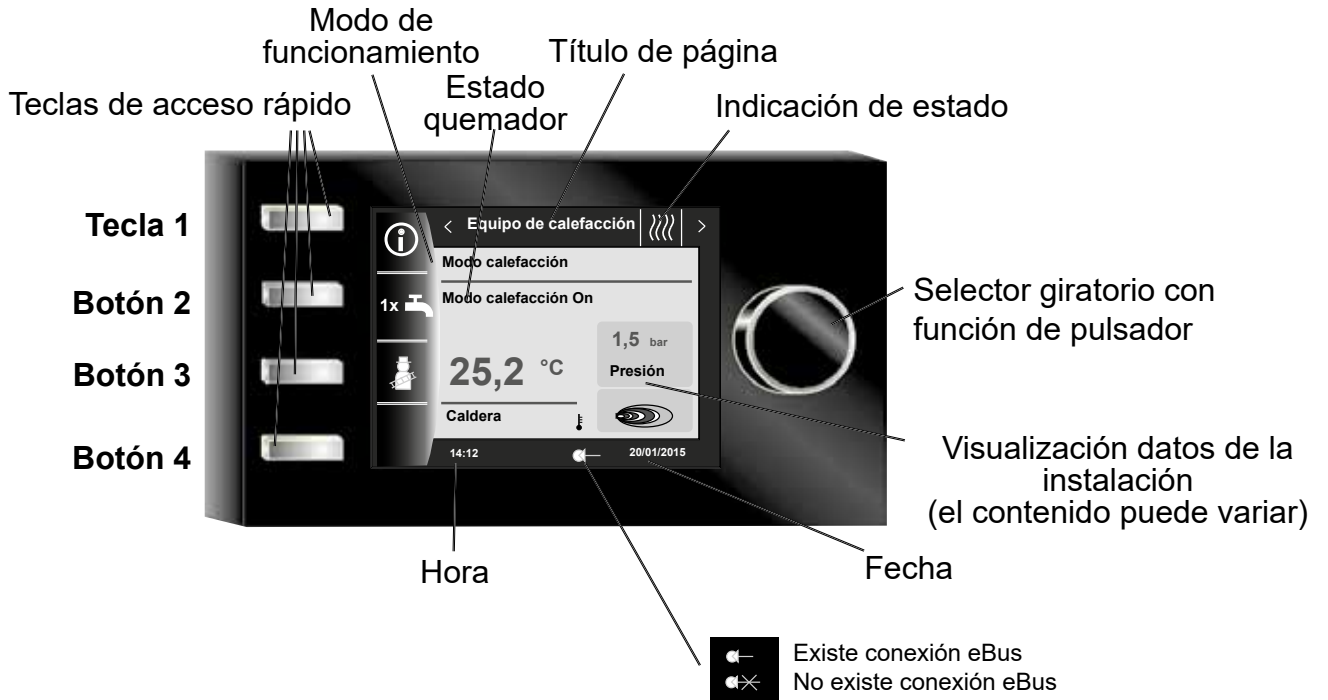 Modo de
funcionamiento
Título de página
Estado
quemador
Teclas de acceso rápido
Indicación de estado
Tecla 1
Botón 2
Botón 3
Botón 4
< Equipo de calefacción >
Modo calefacción
Modo calefacción On
1x
1,5 bar
Presión
25,2 °C
Caldera
14:12
20/01/2015
Selector giratorio con
función de pulsador
Visualización datos de la
instalación
(el contenido puede variar)
Hora
Fecha
Existe conexión eBus
No existe conexión eBus